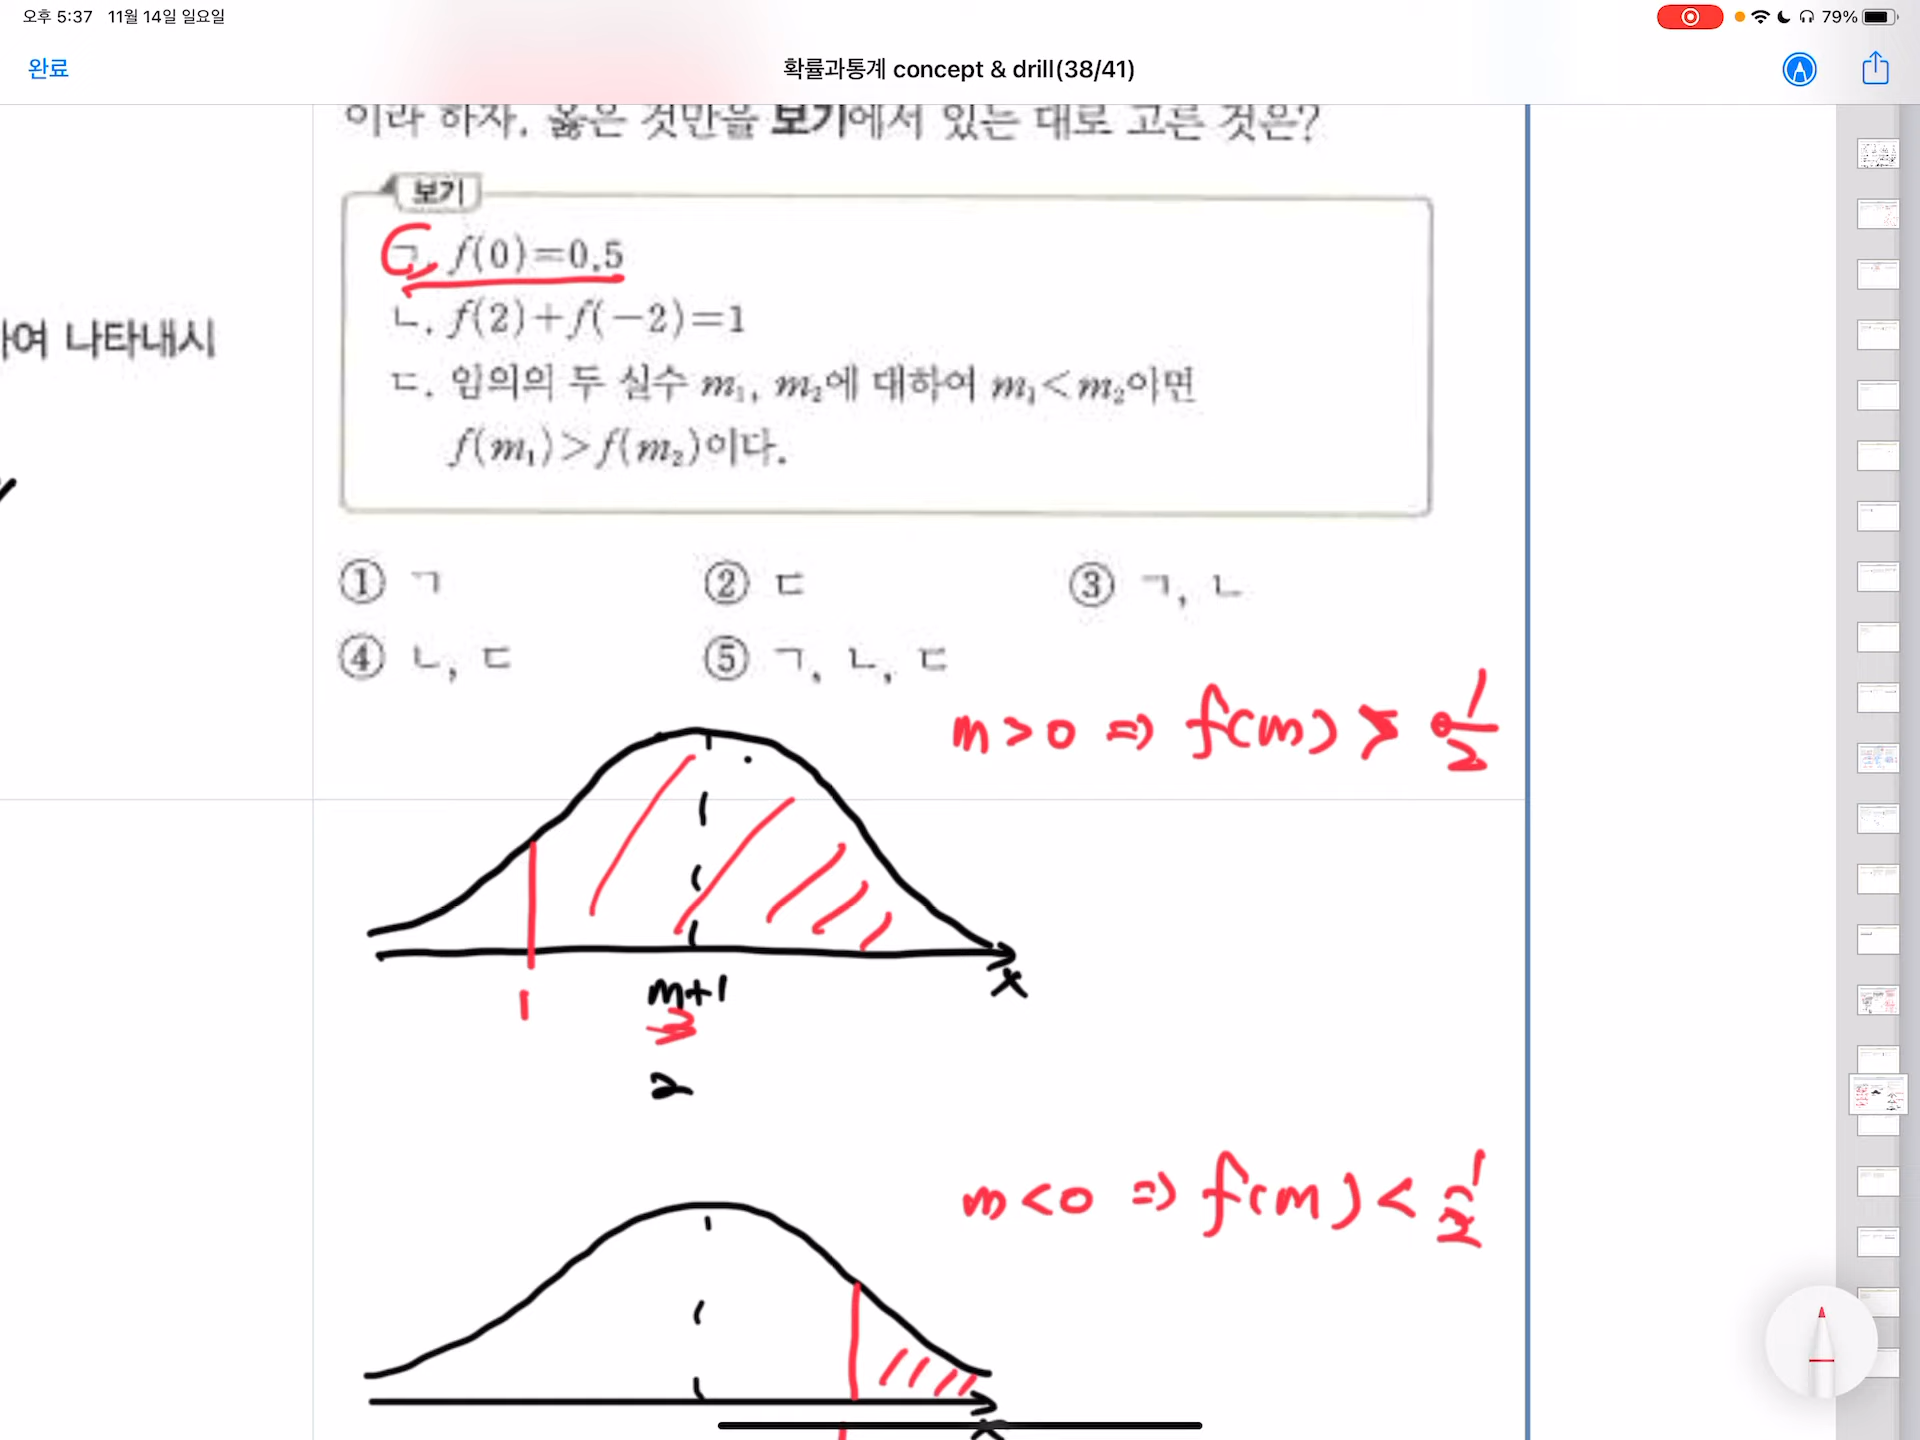 오후 5:37 11월 14일 일요일 79%
완료 확률과통계 concept & drill(38/41)
이라 하자. 옳은 것만을 보기에서 있는 대로 고른 것은?
보기
ㄱ. f(0)=0.5
ㄴ. f(2)+f(−2)=1
하여 나타내시
ㄷ. 임의의 두 실수 m₁, m₂에 대하여 m₁<m₂이면
f(m₁)>f(m₂)이다.
① ㄱ ② ㄷ ③ ㄱ, ㄴ
④ ㄴ, ㄷ ⑤ ㄱ, ㄴ, ㄷ
m>0 ⇒ f(m) > 1/2
1 m+1 x
2
m<0 ⇒ f(m) < 1/2